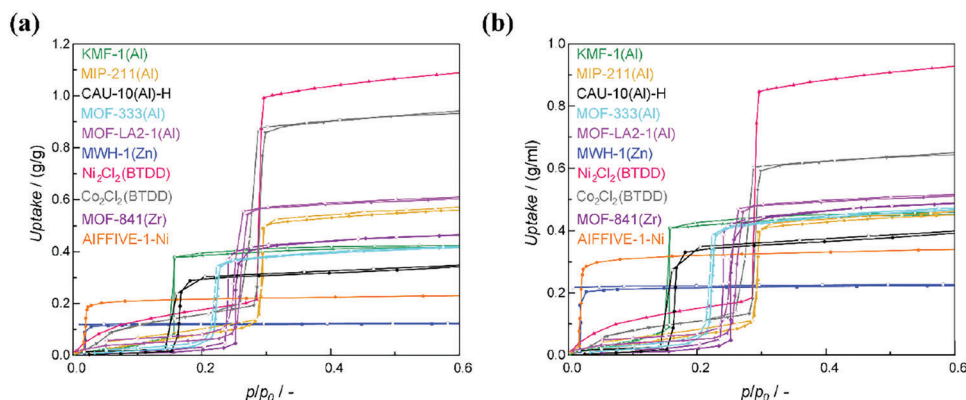 (a)
Uptake / (g/g)
1.2
1.0
0.8
0.6
0.4
0.2
0.0
KMF-1(Al)
MIP-211(Al)
CAU-10(Al)-H
MOF-333(Al)
MOF-LA2-1(Al)
MWH-1(Zn)
Ni₂Cl₂(BTDD)
Co₂Cl₂(BTDD)
MOF-841(Zr)
AlFFIVE-1-Ni
0.0 0.2 0.4 0.6
p/p₀ / -
(b)
Uptake / (g/ml)
1.0
0.8
0.6
0.4
0.2
0.0
KMF-1(Al)
MIP-211(Al)
CAU-10(Al)-H
MOF-333(Al)
MOF-LA2-1(Al)
MWH-1(Zn)
Ni₂Cl₂(BTDD)
Co₂Cl₂(BTDD)
MOF-841(Zr)
AlFFIVE-1-Ni
0.0 0.2 0.4 0.6
p/p₀ / -